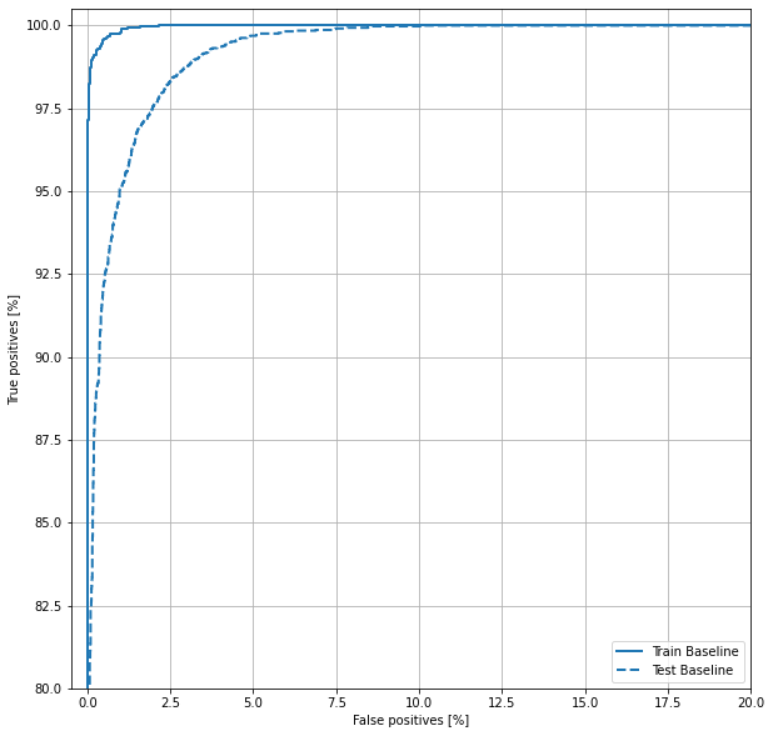 100.0
97.5
95.0
92.5
90.0
87.5
85.0
82.5
80.0
True positives [%]
0.0 2.5 5.0 7.5 10.0 12.5 15.0 17.5 20.0
False positives [%]
Train Baseline
Test Baseline